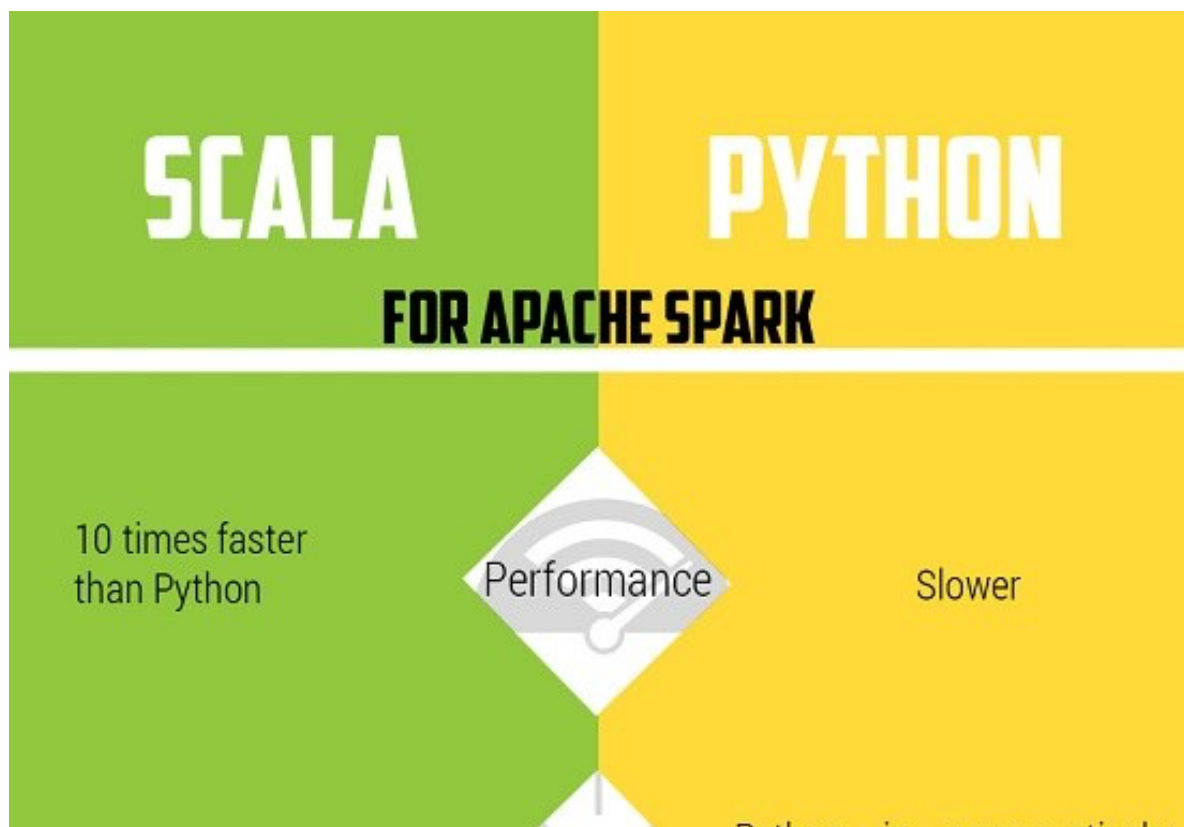 SCALA
PYTHON
FOR APACHE SPARK
10 times faster
than Python
Performance
Slower